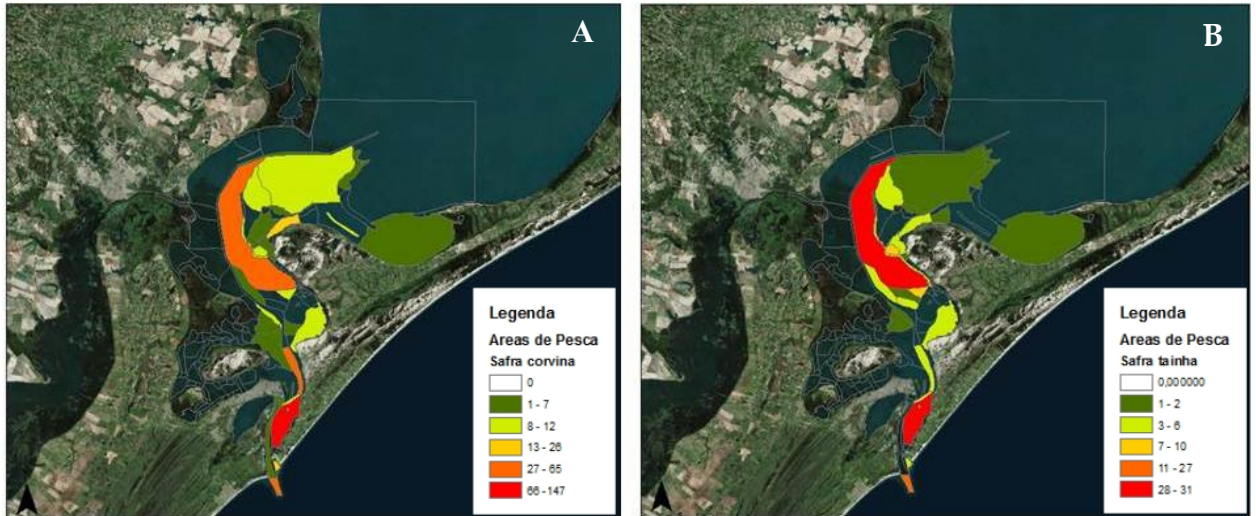 A
Legenda
Areas de Pesca
Safra corvina
0
1 - 7
8 - 12
13 - 26
27 - 65
66 - 147
B
Legenda
Areas de Pesca
Safra tainha
0,000000
1 - 2
3 - 6
7 - 10
11 - 27
28 - 31